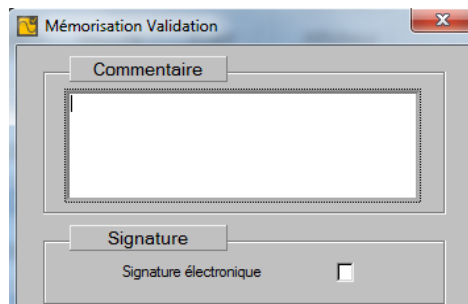 Mémorisation Validation
Commentaire
Signature
Signature électronique